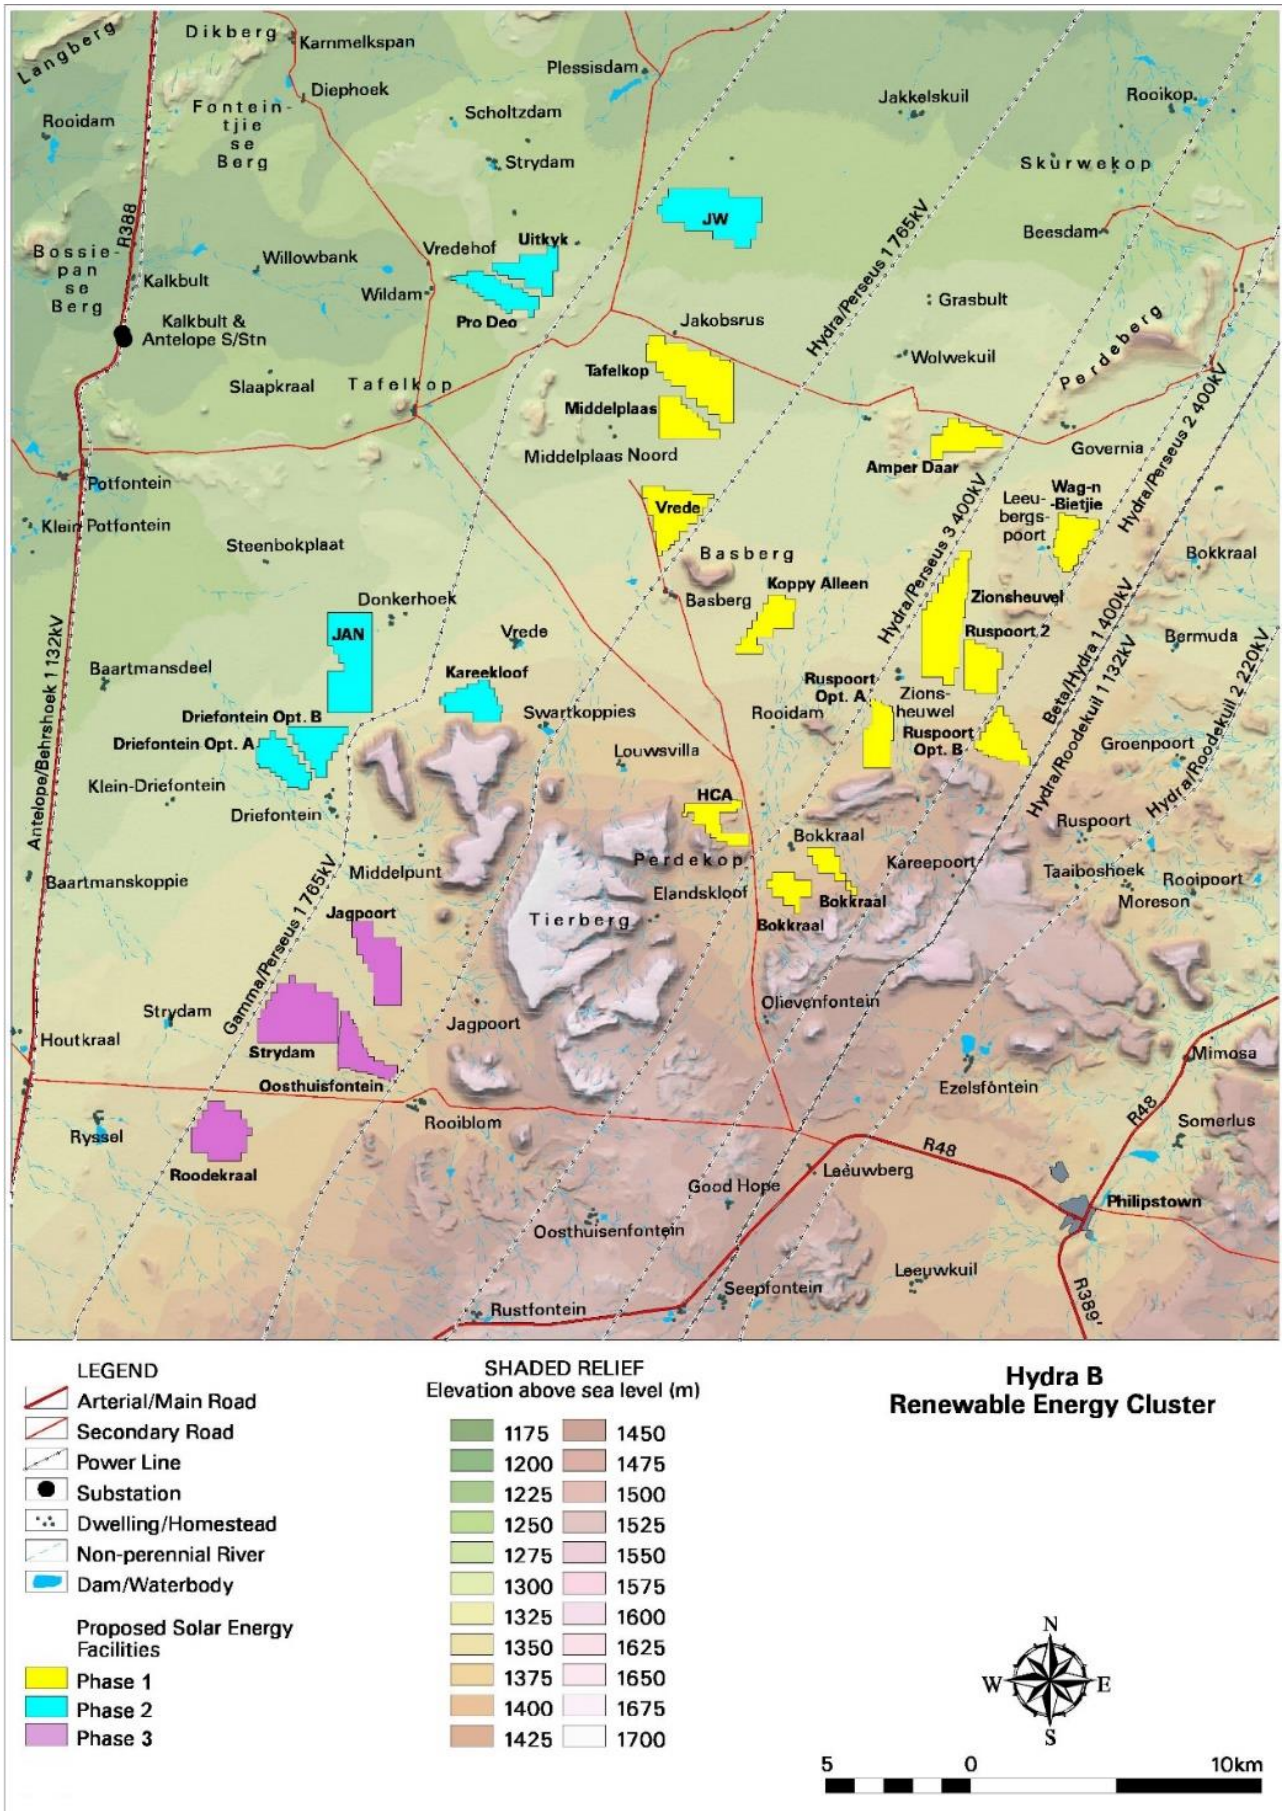 Langberg
Dikberg
Karnmelkspan
Plessisdam
Diephoek
Jakkelskuil
Rooikop
Rooidam
Fontein-
tjie
se
Berg
Scholtzdam
Strydam
Skurwekop
R388
JW
Hydra/Perseus 1 765kV
Beesdam
Bossie-
pan
se
Berg
Willowbank
Vredehof
Uitkyk
Kalkbult
Wildam
Grasbult
Kalkbult &
Antelope S/Stn
Pro Deo
Jakobsrus
Perdeberg
Wolwekuil
Slaapkraal
Tafelkop
Tafelkop
Middelplaas
Hydra/Perseus 2 400kV
Middelplaas Noord
Amper Daar
Governia
Potfontein
Klein Potfontein
Vrede
Hydra/Perseus 3 400kV
Leeu-
bergs-
poort
Wag-n
-Bietjie
Steenbokplaat
Basberg
Bokkraal
Koppy Alleen
Basberg
Zionsheuvel
Donkerhoek
JAN
Vrede
Ruspoort 2
Bermuda
Antelope/Behrshoek 1 132kV
Baartmansdeel
Kareekloof
Ruspoort
Opt. A
Zions-
heuwel
Beta/Hydra 1 400kV
Hydra/Roodekuil 1 132kV
Hydra/Roodekuil 2 220kV
Driefontein Opt. B
Swartkoppies
Rooidam
Driefontein Opt. A
Ruspoort
Opt. B
Groenpoort
Louwsvilla
Klein-Driefontein
HCA
Driefontein
Bokkraal
Ruspoort
Perdekop
Kareepoort
Middelpunt
Taaiboshoek
Rooipoort
Baartmanskoppie
Elandskloof
Bokkraal
Moreson
Gamma/Perseus 1 765kV
Jagpoort
Tierberg
Bokkraal
Strydam
Jagpoort
Olievenfontein
Houtkraal
Strydam
Mimosa
Oosthuisfontein
Ezelsfontein
R48
Ryssel
Rooiblom
Somerlus
Roodekraal
R48
Leeuwberg
Good Hope
Philipstown
Oosthuisenfontein
Leeuwkuil
Seepfontein
R389'
Rustfontein
LEGEND
Arterial/Main Road
Secondary Road
Power Line
Substation
Dwelling/Homestead
Non-perennial River
Dam/Waterbody
Proposed Solar Energy
Facilities
Phase 1
Phase 2
Phase 3
SHADED RELIEF
Elevation above sea level (m)
1175 1450
1200 1475
1225 1500
1250 1525
1275 1550
1300 1575
1325 1600
1350 1625
1375 1650
1400 1675
1425 1700
Hydra B
Renewable Energy Cluster
N
W E
S
5 0 10km